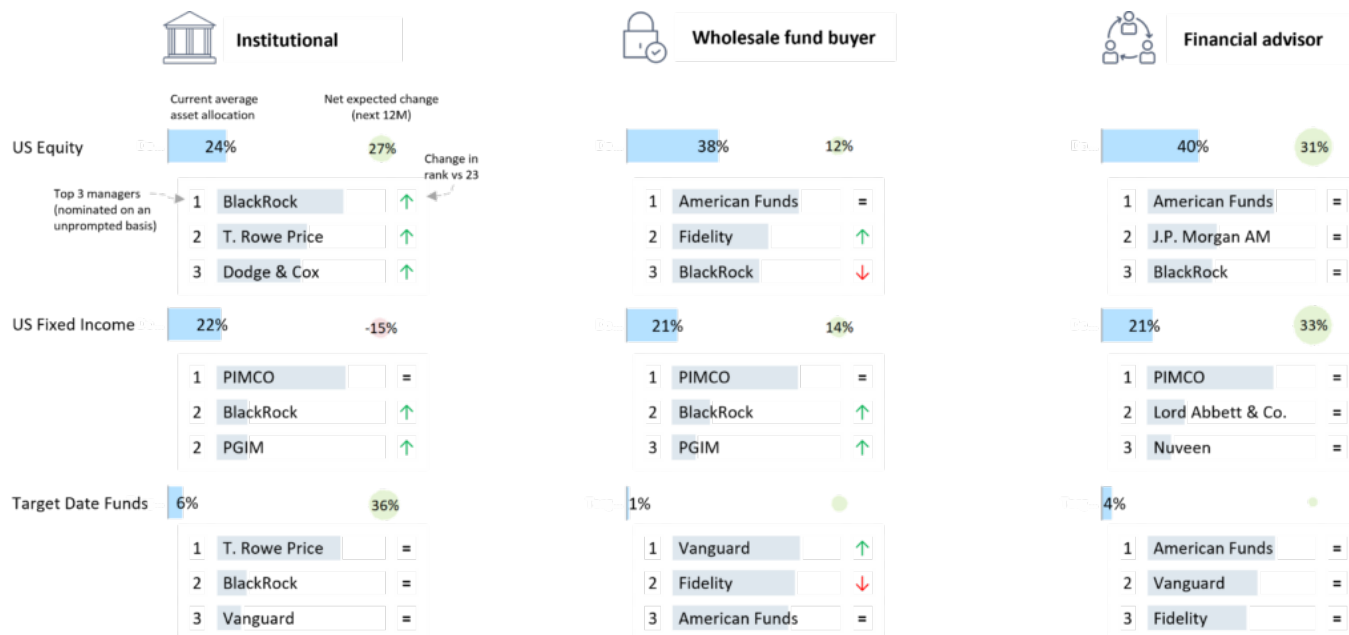 Institutional
Wholesale fund buyer
Financial advisor
Current average
asset allocation
Net expected change
(next 12M)
US Equity
24%
27%
38%
12%
40%
31%
Change in
rank vs 23
Top 3 managers
(nominated on an
unprompted basis)
1 BlackRock ↑
1 American Funds =
1 American Funds =
2 T. Rowe Price ↑
2 Fidelity ↑
2 J.P. Morgan AM =
3 Dodge & Cox ↑
3 BlackRock ↓
3 BlackRock =
US Fixed Income
22%
-15%
21%
14%
21%
33%
1 PIMCO =
1 PIMCO =
1 PIMCO =
2 BlackRock ↑
2 BlackRock ↑
2 Lord Abbett & Co. =
2 PGIM ↑
3 PGIM ↑
3 Nuveen =
Target Date Funds
6%
36%
1%
4%
1 T. Rowe Price =
1 Vanguard ↑
1 American Funds =
2 BlackRock =
2 Fidelity ↓
2 Vanguard =
3 Vanguard =
3 American Funds =
3 Fidelity =